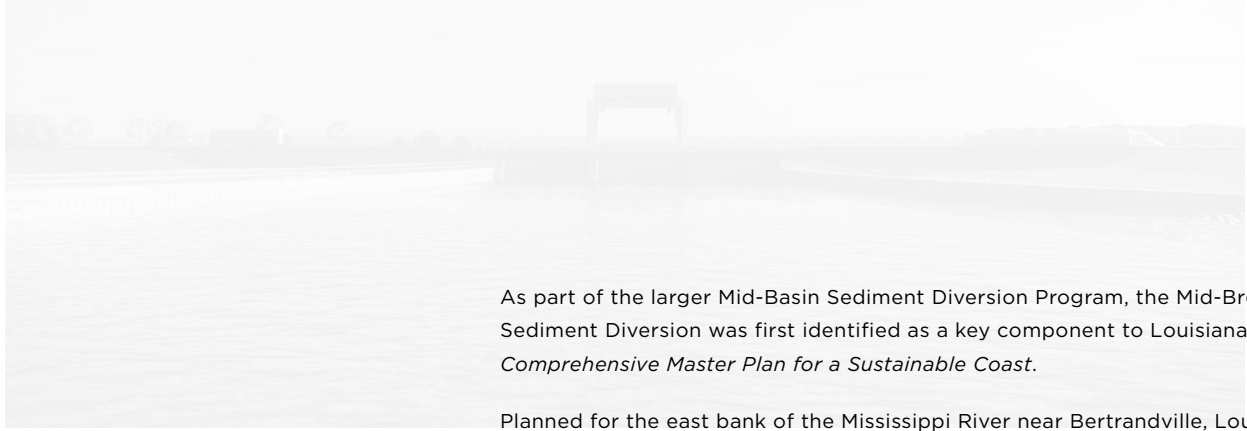 As part of the larger Mid-Basin Sediment Diversion Program, the
Sediment Diversion was first identified as a key component to Louisiana
Comprehensive Master Plan for a Sustainable Coast.
Planned for the east bank of the Mississippi River near Bertrandville,